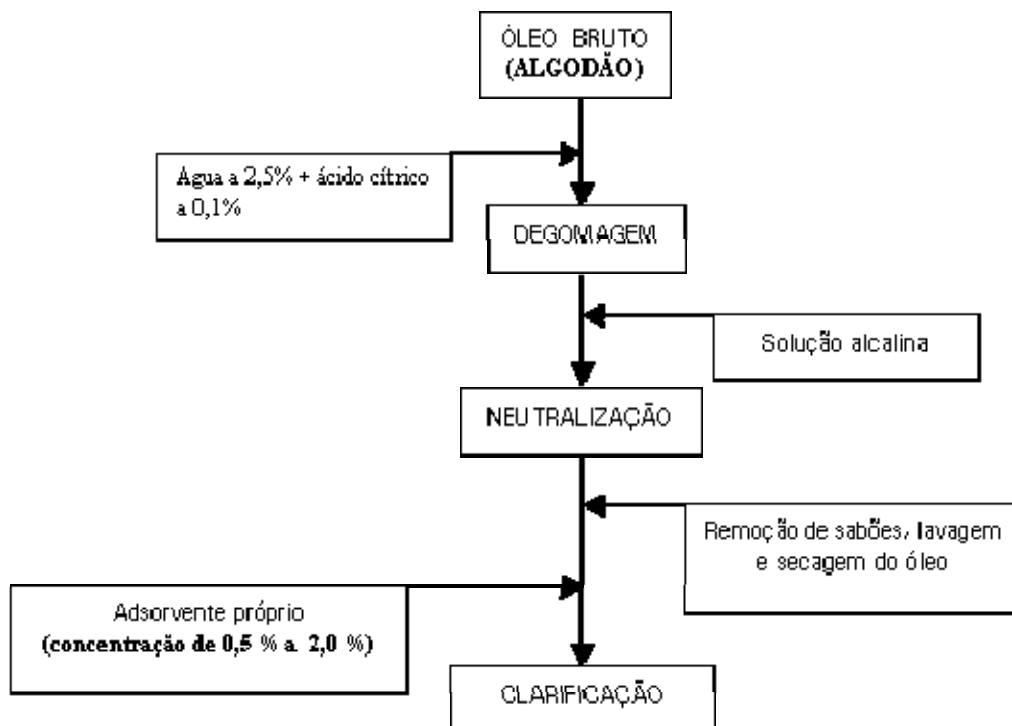 ÓLEO BRUTO
(ALGODÃO)
Agua a 2,5% + ácido cítrico
a 0,1%
DEGOMAGEM
Solução alcalina
NEUTRALIZAÇÃO
Remoção de sabões, lavagem
e secagem do óleo
Adsorvente próprio
(concentração de 0,5 % a 2,0 %)
CLARIFICAÇÃO